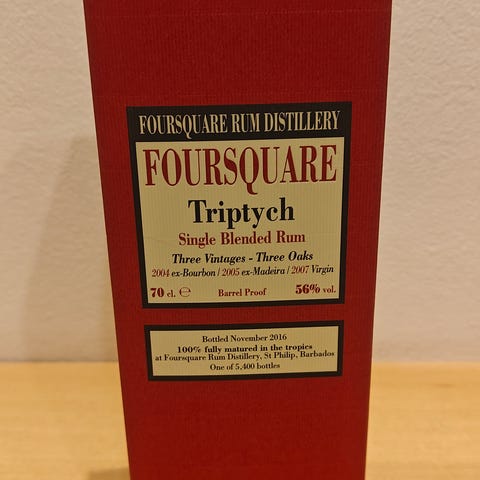 FOURSQUARE RUM DISTILLERY
FOURSQUARE
Triptych
Single Blended Rum
Three Vintages - Three Oaks
2004 ex-Bourbon / 2005 ex-Madeira / 2007 Virgin
70 cl. ℮ Barrel Proof 56% vol.
Bottled November 2016
100% fully matured in the tropics
at Foursquare Rum Distillery, St Philip, Barbados
One of 5,400 bottles